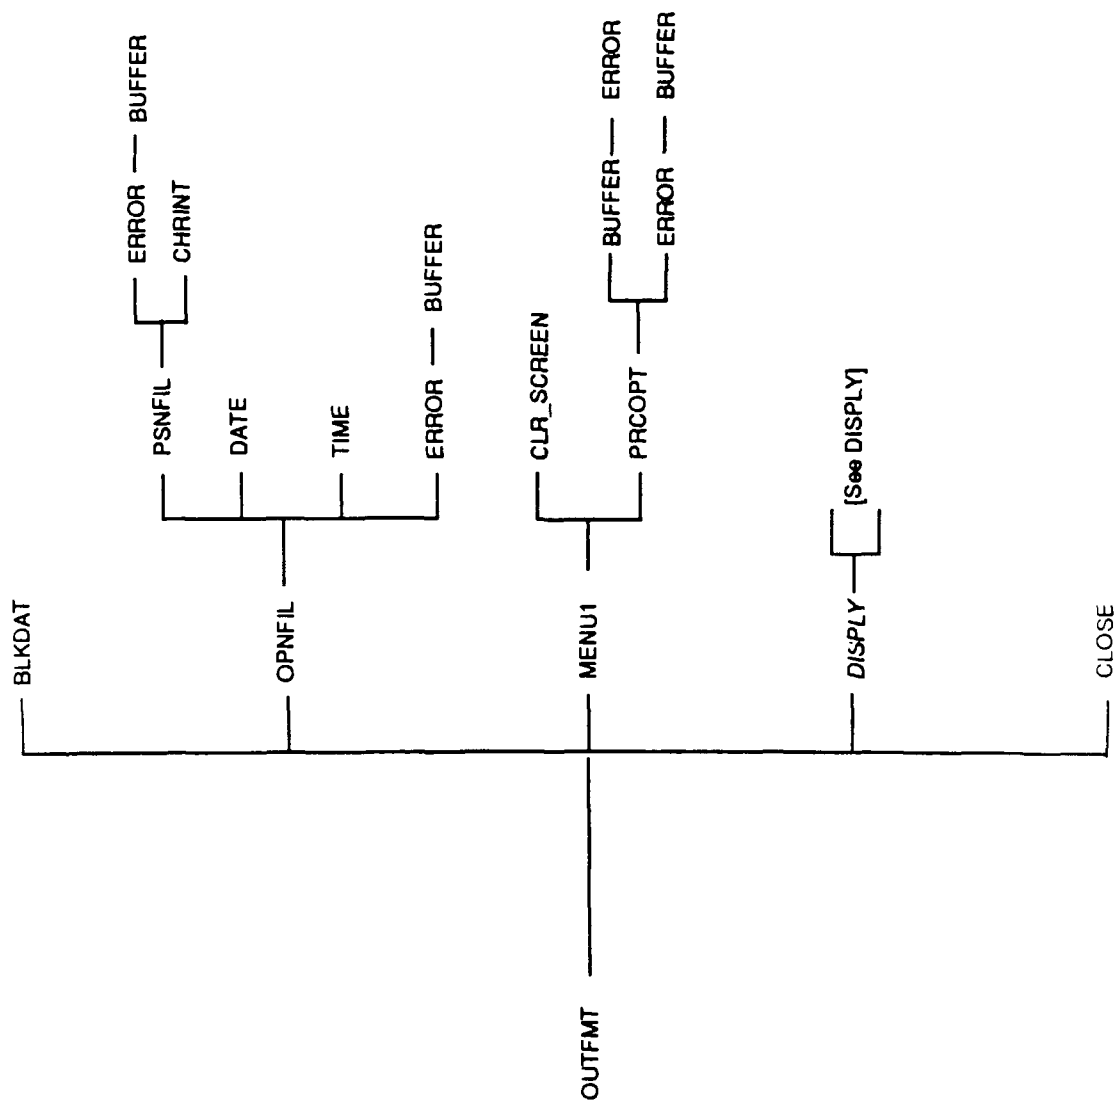 OUTFMT
BLKDAT
OPNFIL
PSNFIL
ERROR — BUFFER
CHRINT
DATE
TIME
ERROR — BUFFER
MENU1
CLR_SCREEN
PRCOPT
BUFFER — ERROR
ERROR — BUFFER
DISPLY
[See DISPLY]
CLOSE